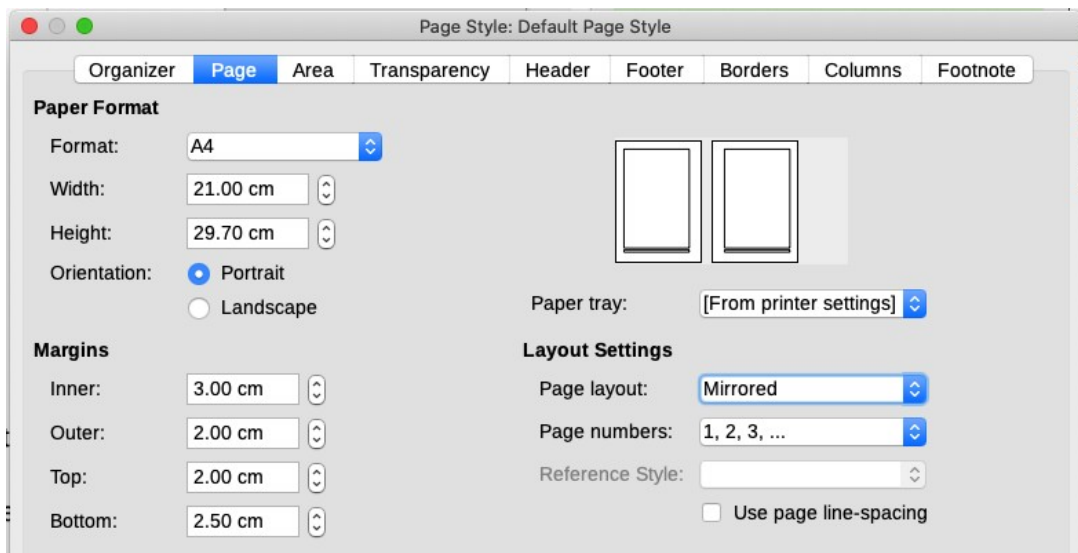 Page Style: Default Page Style
Organizer Page Area Transparency Header Footer Borders Columns Footnote
Paper Format
Format: A4
Width: 21.00 cm
Height: 29.70 cm
Orientation: Portrait
Landscape
Paper tray: [From printer settings]
Margins
Inner: 3.00 cm
Outer: 2.00 cm
Top: 2.00 cm
Bottom: 2.50 cm
Layout Settings
Page layout: Mirrored
Page numbers: 1, 2, 3, ...
Reference Style:
Use page line-spacing